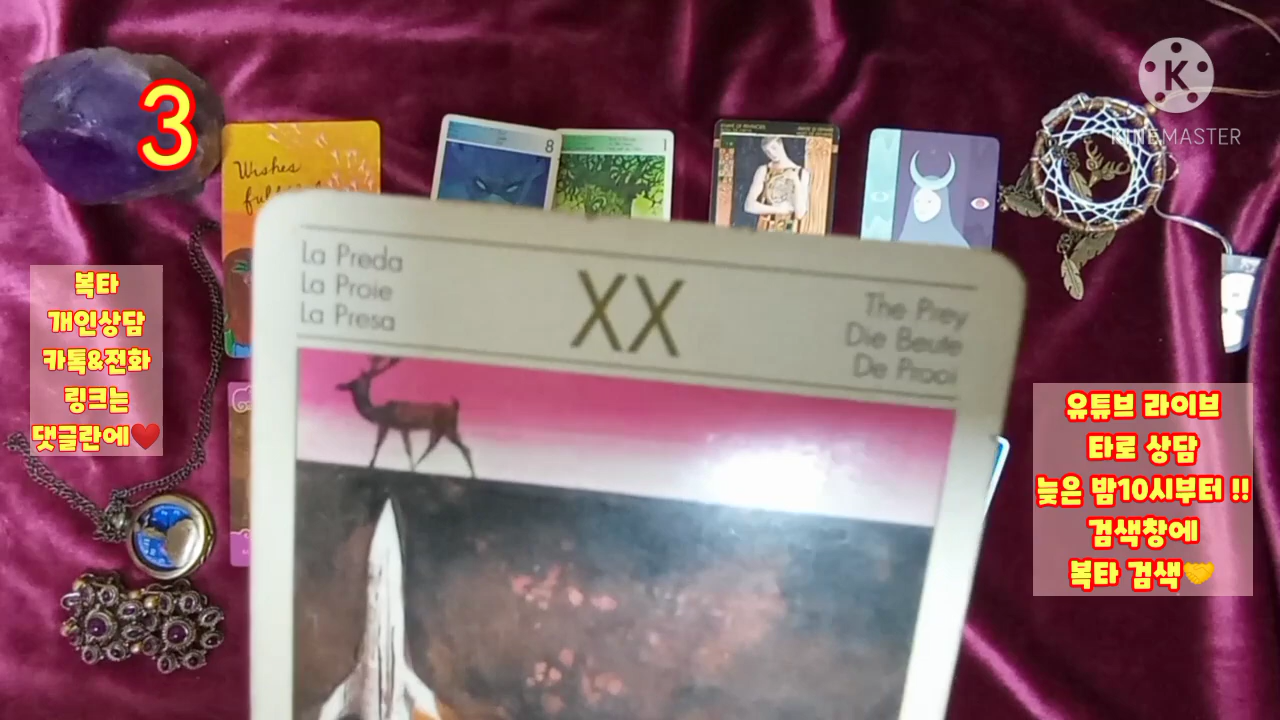 3
Wishes
8
1
K
KINEMASTER
La Preda
La Proie
La Presa
XX
The Prey
Die Beute
De Prooi
복타
개인상담
카톡&전화
링크는
댓글란에❤️
유튜브 라이브
타로 상담
늦은 밤10시부터 !!
검색창에
복타 검색🤝